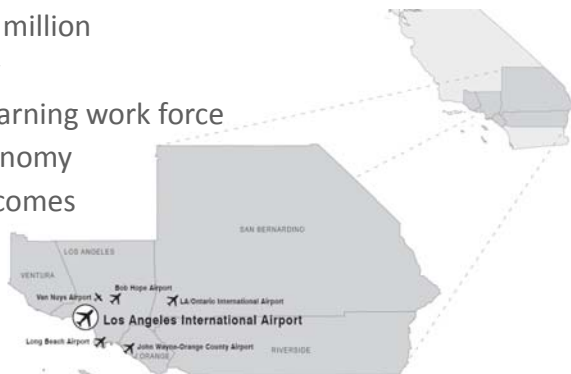 million
arning work force
nomy
comes
SAN BERNARDINO
LOS ANGELES
VENTURA
Bob Hope Airport
Van Nuys Airport
LA/Ontario International Airport
Los Angeles International Airport
Long Beach Airport
John Wayne-Orange County Airport
ORANGE
RIVERSIDE